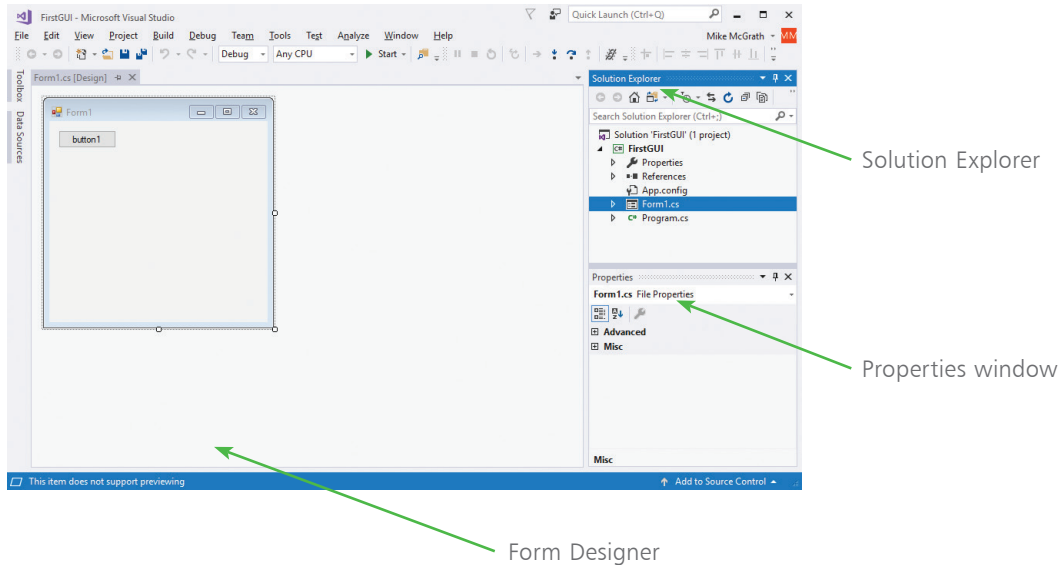 FirstGUI - Microsoft Visual Studio
Quick Launch (Ctrl+Q)
File Edit View Project Build Debug Team Tools Test Analyze Window Help
Mike McGrath
MM
Debug
Any CPU
Start
Toolbox
Data Sources
Form1.cs [Design]
Form1
button1
Solution Explorer
Search Solution Explorer (Ctrl+;)
Solution 'FirstGUI' (1 project)
C#
FirstGUI
Properties
References
App.config
Form1.cs
C#
Program.cs
Properties
Form1.cs File Properties
Advanced
Misc
Misc
This item does not support previewing
Add to Source Control
Solution Explorer
Properties window
Form Designer